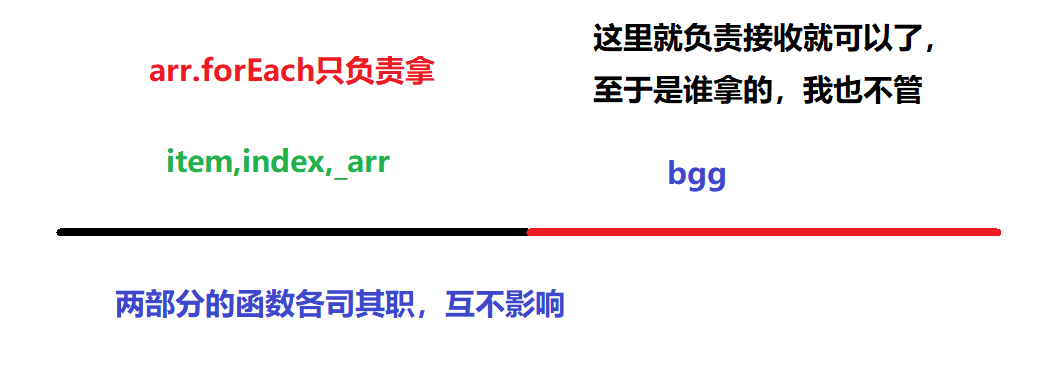 arr.forEach只负责拿
这里就负责接收就可以了，
至于是谁拿的，我也不管
item,index,_arr
bgg
两部分的函数各司其职，互不影响